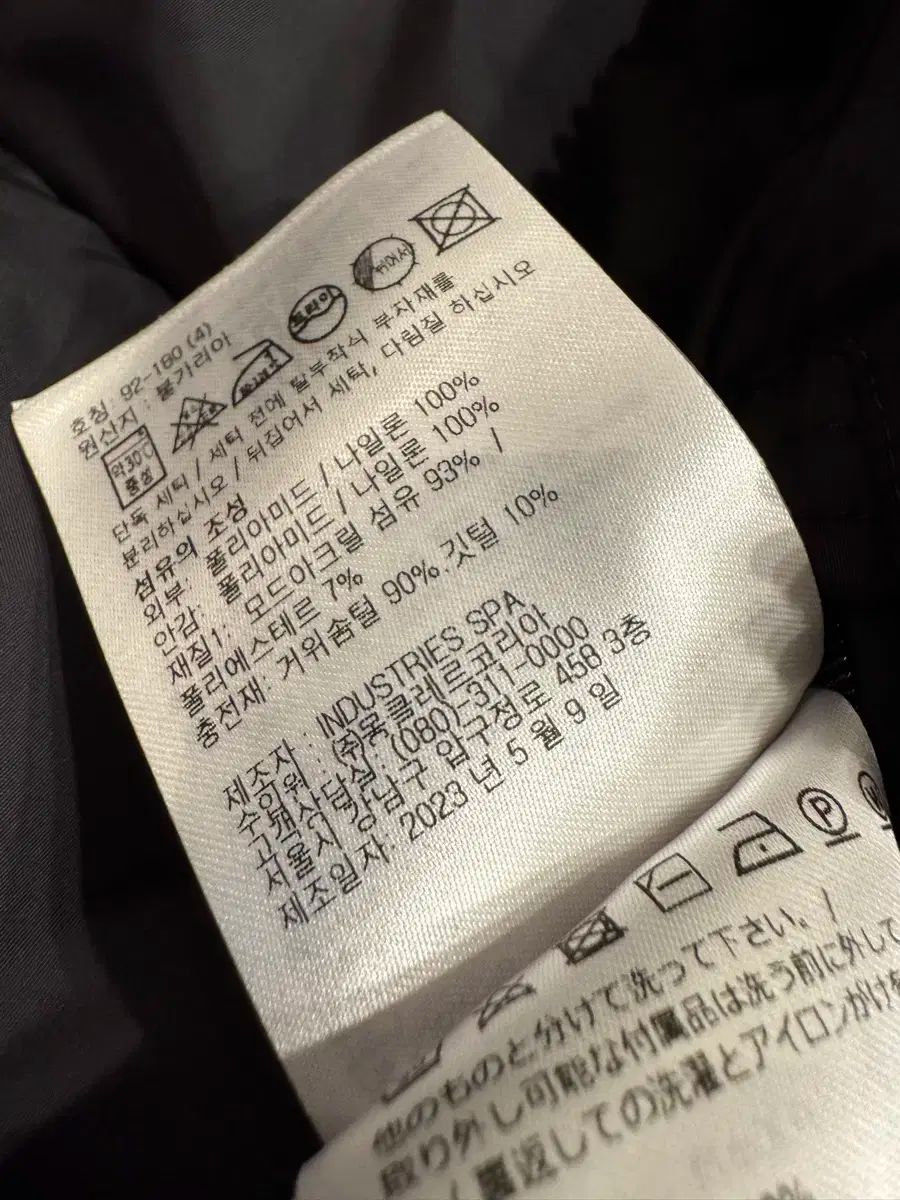 호칭: 92-180 (4)
원산지 : 불가리아
약30℃
중성
드라이
뉘어서
단독 세탁 / 세탁 전에 탈부착식 부자재를
분리하십시오 / 뒤집어서 세탁, 다림질 하십시오
섬유의 조성
외부: 폴리아미드 / 나일론 100%
안감: 폴리아미드 / 나일론 100%
재질1: 모드아크릴 섬유 93% /
폴리에스테르 7%
충전재: 거위솜털 90%.깃털 10%
제조자 : INDUSTRIES SPA
수입원 : (주)몽클레르코리아
고객상담실: (080)-311-0000
서울시 강남구 압구정로 458 3층
제조일자: 2023 년 5 월 9 일
P
W
他のものと分けて洗って下さい。/
取り外し可能な付属品は洗う前に外して
/ 裏返しての洗濯とアイロンがけを